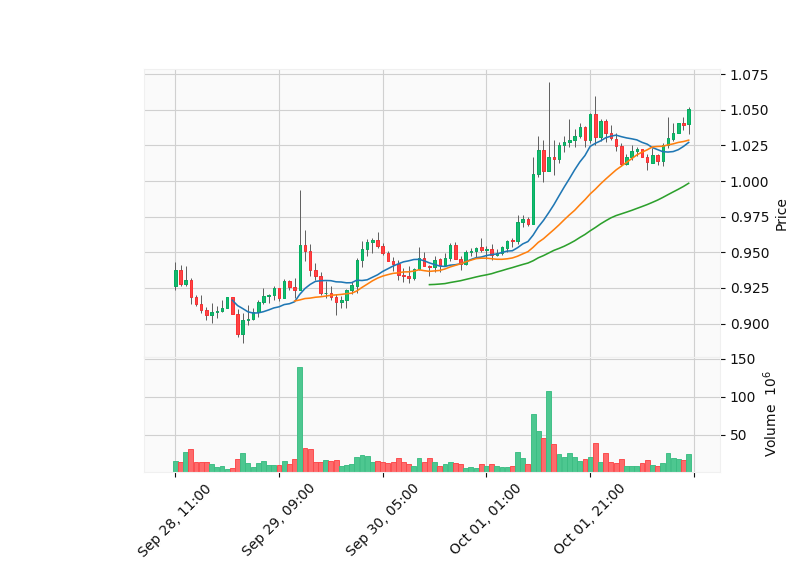 1.075
1.050
1.025
1.000
0.975
0.950
0.925
0.900
Price
150
100
50
Volume 10⁶
Sep 28, 11:00
Sep 29, 09:00
Sep 30, 05:00
Oct 01, 01:00
Oct 01, 21:00